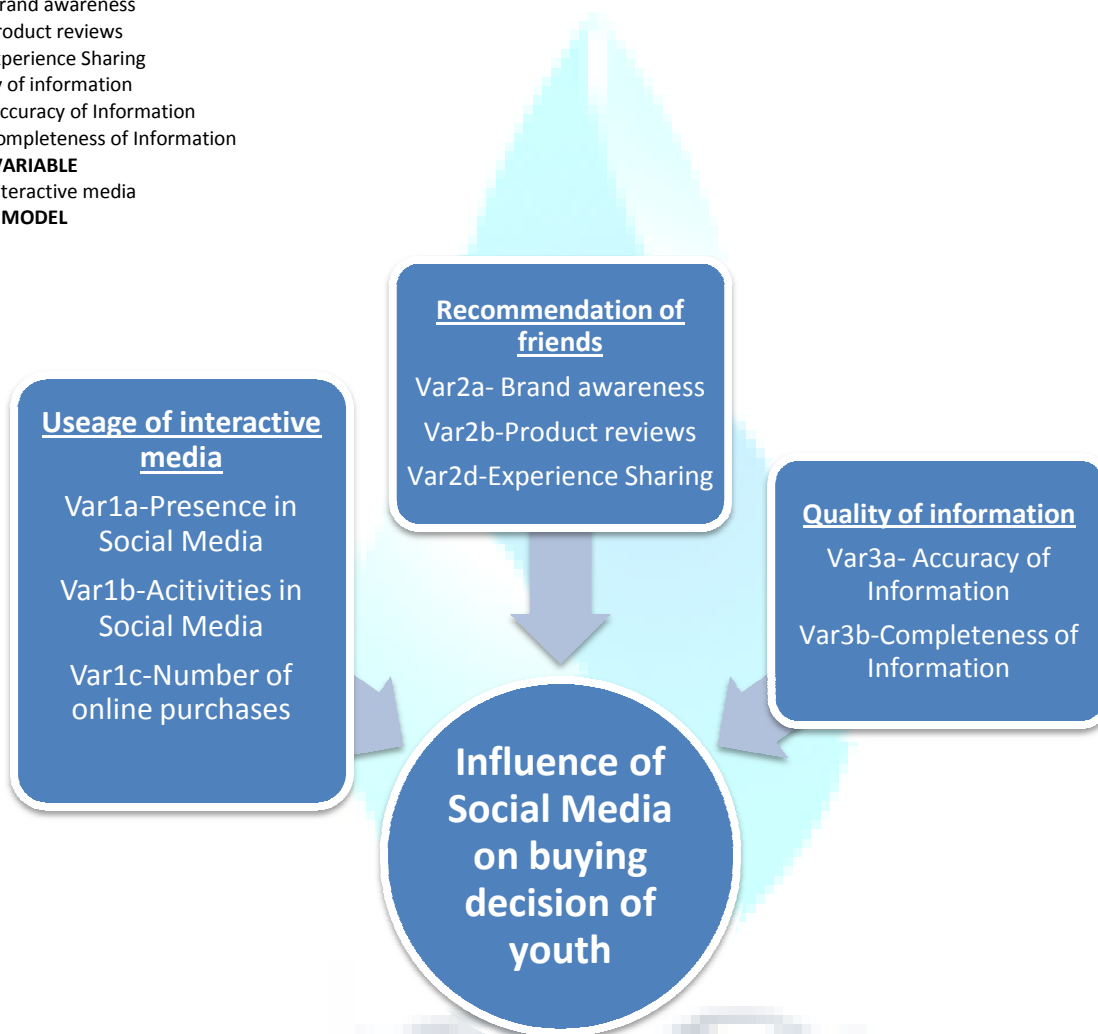 rand awareness
roduct reviews
xperience Sharing
y of information
ccuracy of Information
ompleteness of Information
VARIABLE
nteractive media
MODEL
Recommendation of
friends
Var2a- Brand awareness
Var2b-Product reviews
Var2d-Experience Sharing
Useage of interactive
media
Var1a-Presence in
Social Media
Var1b-Acitivities in
Social Media
Var1c-Number of
online purchases
Quality of information
Var3a- Accuracy of
Information
Var3b-Completeness of
Information
Influence of
Social Media
on buying
decision of
youth